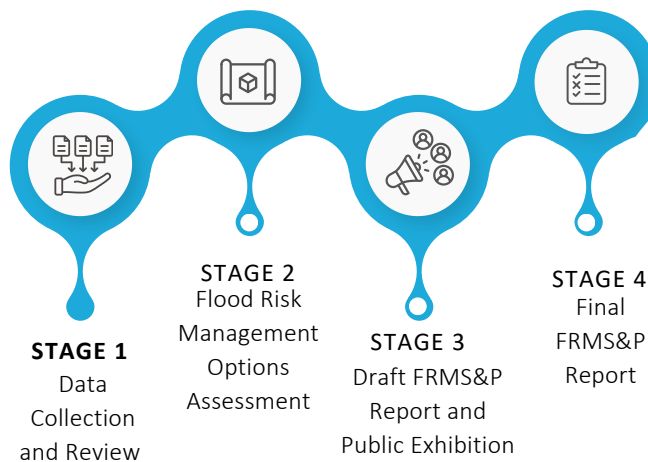 STAGE 1
Data
Collection
and Review
STAGE 2
Flood Risk
Management
Options
Assessment
STAGE 3
Draft FRMS&P
Report and
Public Exhibition
STAGE 4
Final
FRMS&P
Report